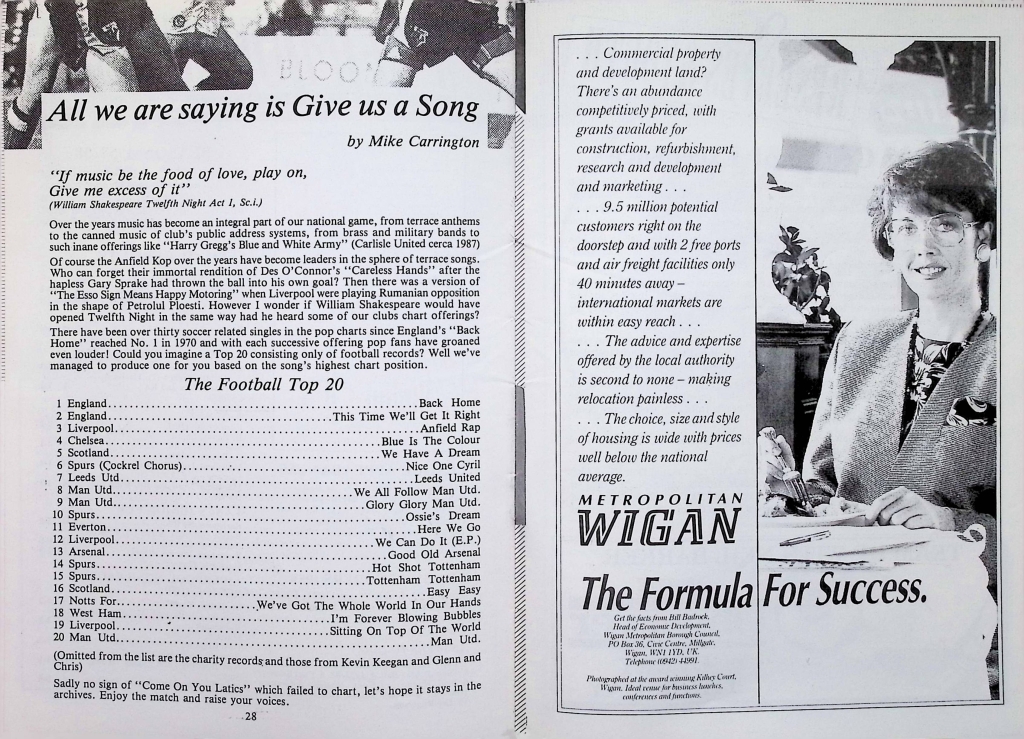 BLOO
All we are saying is Give us a Song
by Mike Carrington
"If music be the food of love, play on,
Give me excess of it"
(William Shakespeare Twelfth Night Act 1, Sc.i.)
Over the years music has become an integral part of our national game, from terrace anthems
to the canned music of club's public address systems, from brass and military bands to
such inane offerings like "Harry Gregg's Blue and White Army" (Carlisle United cerca 1987)
Of course the Anfield Kop over the years have become leaders in the sphere of terrace songs.
Who can forget their immortal rendition of Des O'Connor's "Careless Hands" after the
hapless Gary Sprake had thrown the ball into his own goal? Then there was a version of
"The Esso Sign Means Happy Motoring" when Liverpool were playing Rumanian opposition
in the shape of Petrolul Ploesti. However I wonder if William Shakespeare would have
opened Twelfth Night in the same way had he heard some of our clubs chart offerings?
There have been over thirty soccer related singles in the pop charts since England's "Back
Home" reached No. 1 in 1970 and with each successive offering pop fans have groaned
even louder! Could you imagine a Top 20 consisting only of football records? Well we've
managed to produce one for you based on the song's highest chart position.
The Football Top 20
1 England Back Home
2 England This Time We'll Get It Right
3 Liverpool Anfield Rap
4 Chelsea Blue Is The Colour
5 Scotland We Have A Dream
6 Spurs (Cockrel Chorus) Nice One Cyril
7 Leeds Utd Leeds United
8 Man Utd We All Follow Man Utd.
9 Man Utd Glory Glory Man Utd.
10 Spurs Ossie's Dream
11 Everton Here We Go
12 Liverpool We Can Do It (E.P.)
13 Arsenal Good Old Arsenal
14 Spurs Hot Shot Tottenham
15 Spurs Tottenham Tottenham
16 Scotland Easy Easy
17 Notts For We've Got The Whole World In Our Hands
18 West Ham I'm Forever Blowing Bubbles
19 Liverpool Sitting On Top Of The World
20 Man Utd Man Utd.
(Omitted from the list are the charity records and those from Kevin Keegan and Glenn and
Chris)
Sadly no sign of "Come On You Latics" which failed to chart, let's hope it stays in the
archives. Enjoy the match and raise your voices.
28
. . . Commercial property
and development land?
There's an abundance
competitively priced, with
grants available for
construction, refurbishment,
research and development
and marketing . . .
. . . 9.5 million potential
customers right on the
doorstep and with 2 free ports
and air freight facilities only
40 minutes away –
international markets are
within easy reach . . .
. . . The advice and expertise
offered by the local authority
is second to none – making
relocation painless . . .
. . . The choice, size and style
of housing is wide with prices
well below the national
average.
METROPOLITAN
WIGAN
The Formula For Success.
Get the facts from Bill Badrock,
Head of Economic Development,
Wigan Metropolitan Borough Council,
PO Box 36, Civic Centre, Millgate,
Wigan, WN1 1YD, U.K.
Telephone (0942) 44991.
Photographed at the award winning Kilhey Court,
Wigan. Ideal venue for business lunches,
conferences and functions.